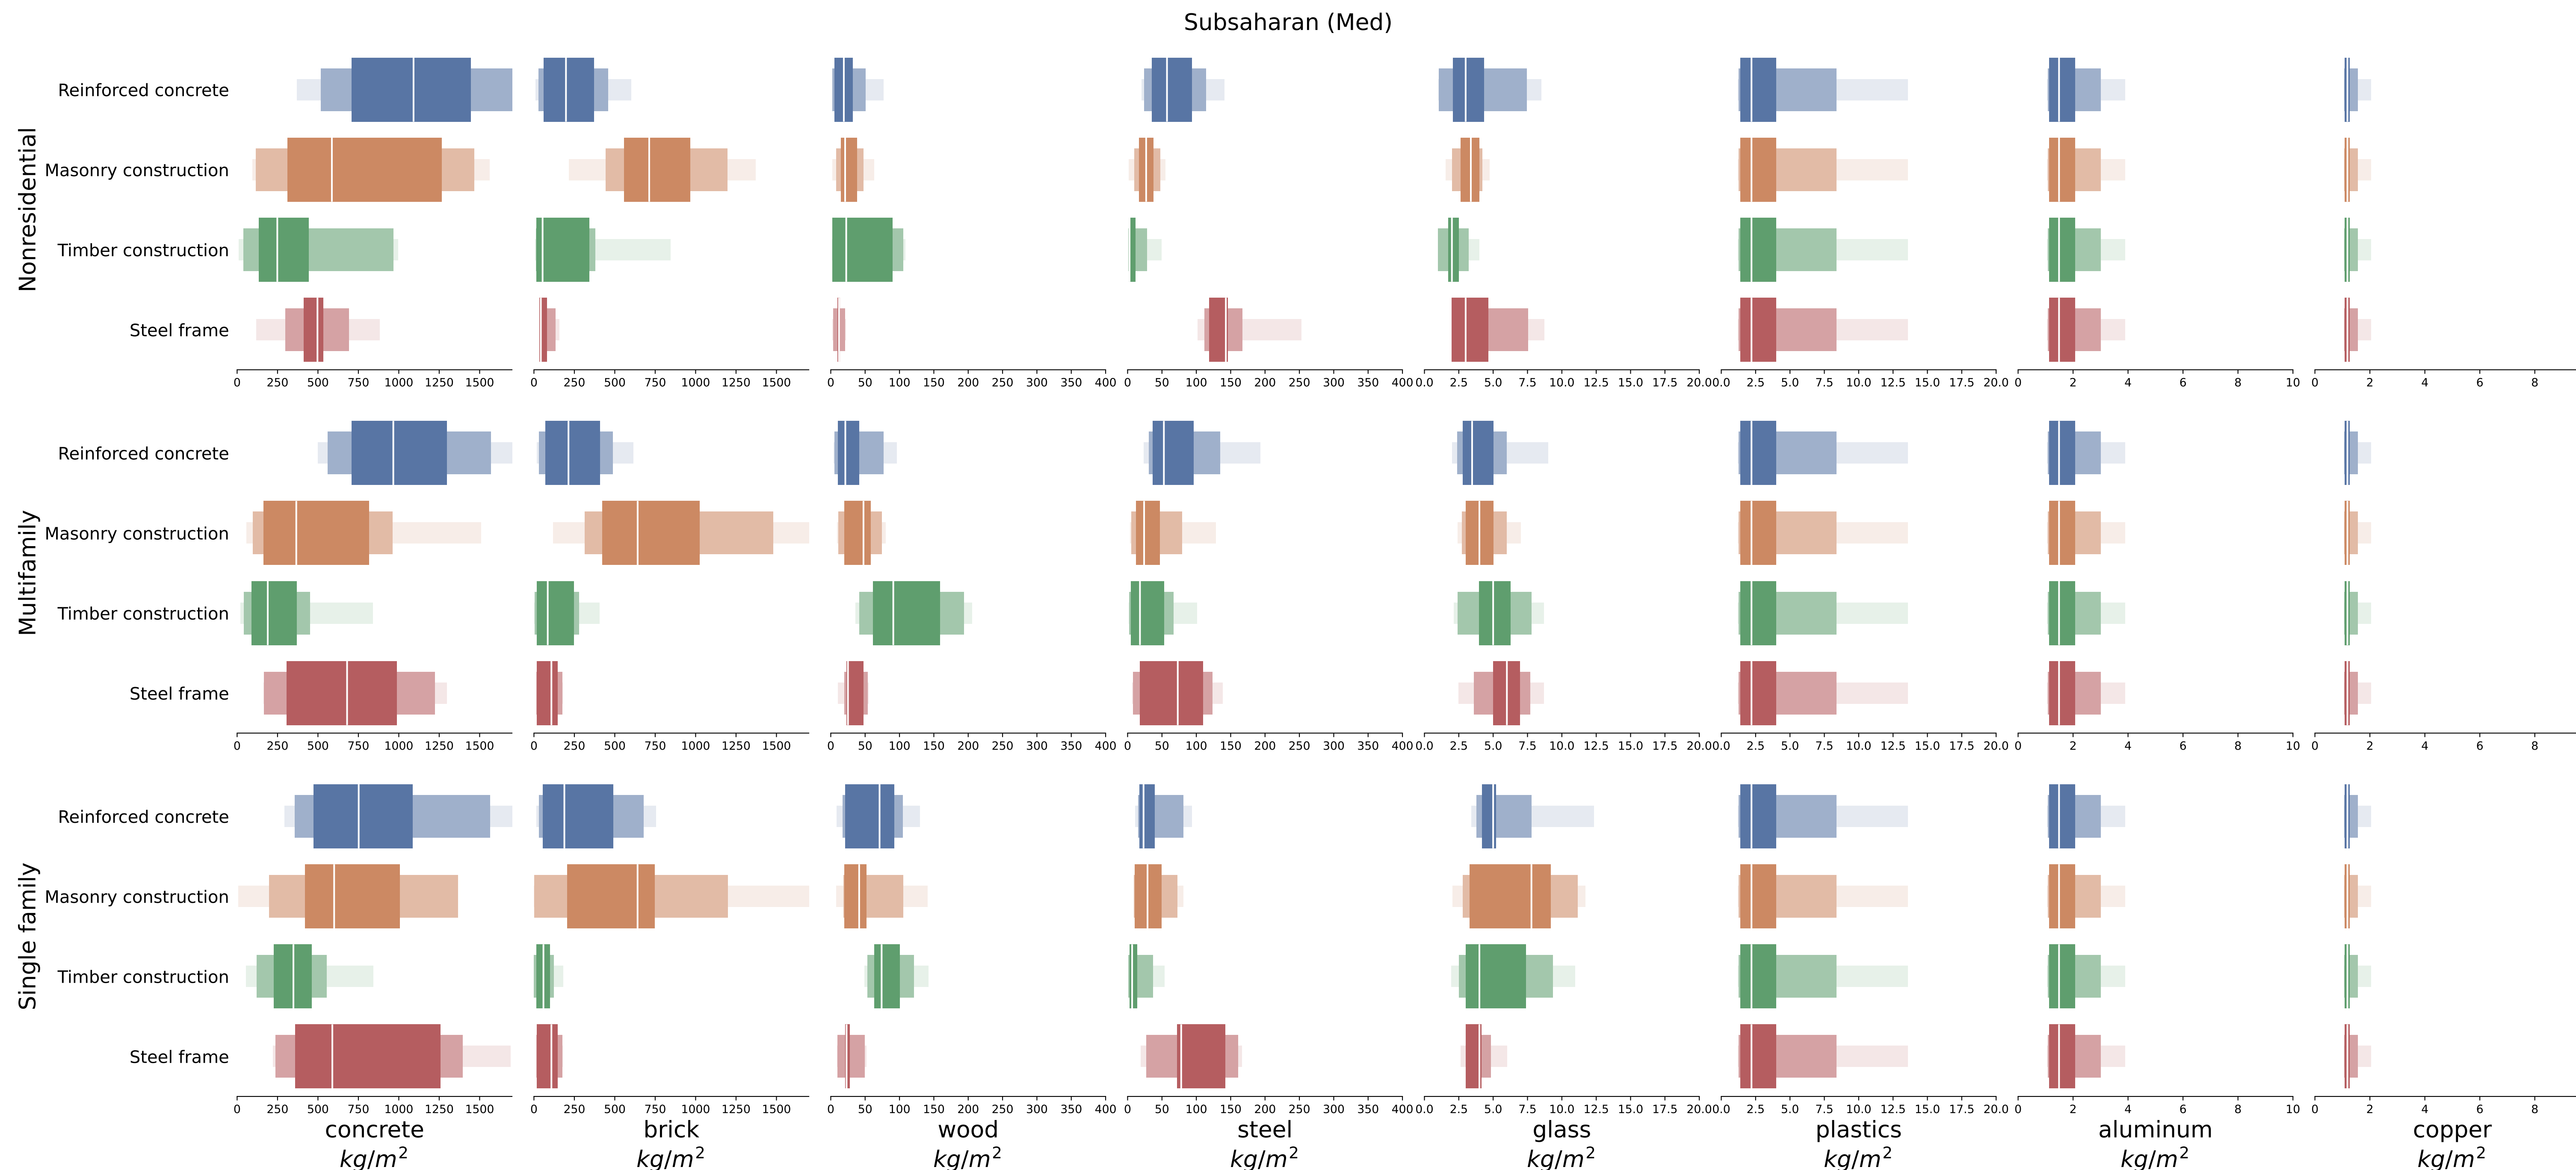 Subsaharan (Med)
Nonresidential
Reinforced concrete
Masonry construction
Timber construction
Steel frame
0 250 500 750 1000 1250 1500 0 250 500 750 1000 1250 1500 0 50 100 150 200 250 300 350 400 0 50 100 150 200 250 300 350 400 0.0 2.5 5.0 7.5 10.0 12.5 15.0 17.5 20.0 0.0 2.5 5.0 7.5 10.0 12.5 15.0 17.5 20.0 0 2 4 6 8 10 0 2 4 6 8
Multifamily
Reinforced concrete
Masonry construction
Timber construction
Steel frame
0 250 500 750 1000 1250 1500 0 250 500 750 1000 1250 1500 0 50 100 150 200 250 300 350 400 0 50 100 150 200 250 300 350 400 0.0 2.5 5.0 7.5 10.0 12.5 15.0 17.5 20.0 0.0 2.5 5.0 7.5 10.0 12.5 15.0 17.5 20.0 0 2 4 6 8 10 0 2 4 6 8
Single family
Reinforced concrete
Masonry construction
Timber construction
Steel frame
0 250 500 750 1000 1250 1500 0 250 500 750 1000 1250 1500 0 50 100 150 200 250 300 350 400 0 50 100 150 200 250 300 350 400 0.0 2.5 5.0 7.5 10.0 12.5 15.0 17.5 20.0 0.0 2.5 5.0 7.5 10.0 12.5 15.0 17.5 20.0 0 2 4 6 8 10 0 2 4 6 8
concrete brick wood steel glass plastics aluminum copper
kg/m² kg/m² kg/m² kg/m² kg/m² kg/m² kg/m² kg/m²